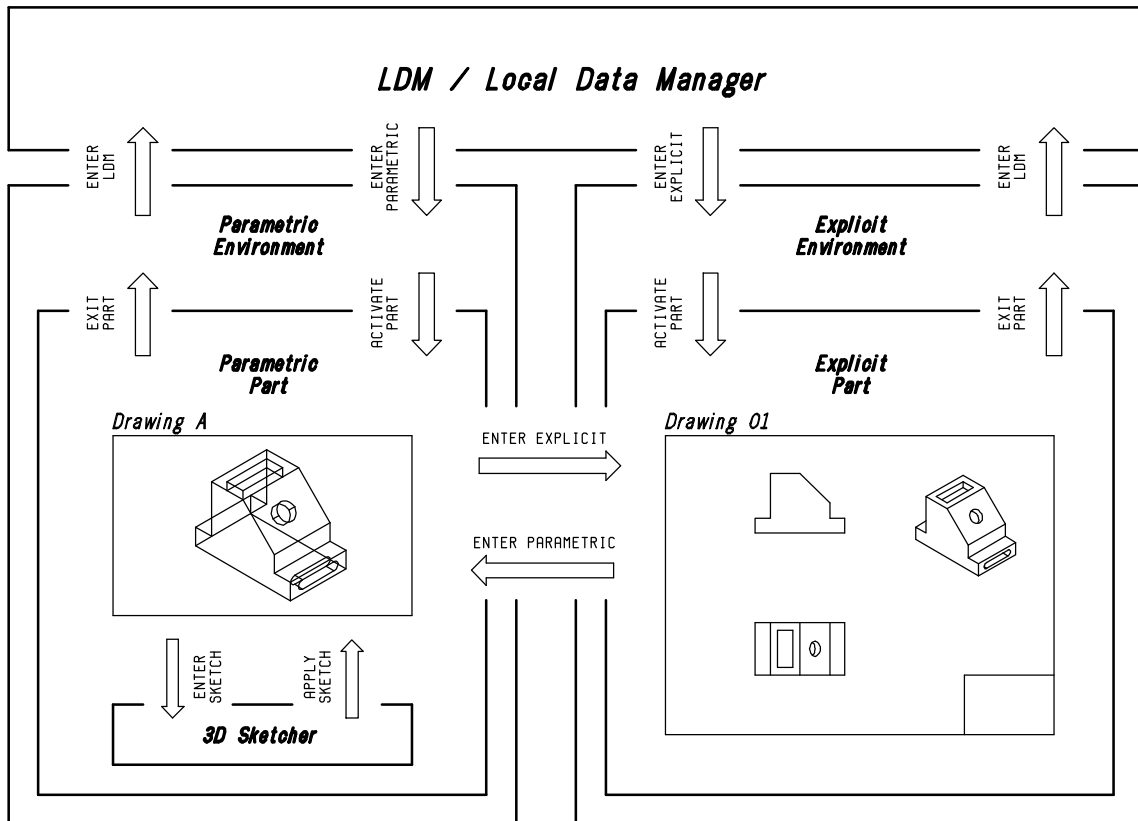 LDM / Local Data Manager
ENTER
LDM
ENTER
PARAMETRIC
ENTER
EXPLICIT
ENTER
LDM
Parametric
Environment
Explicit
Environment
EXIT
PART
ACTIVATE
PART
ACTIVATE
PART
EXIT
PART
Parametric
Part
Explicit
Part
Drawing A
Drawing 01
ENTER EXPLICIT
ENTER PARAMETRIC
ENTER
SKETCH
APPLY
SKETCH
3D Sketcher